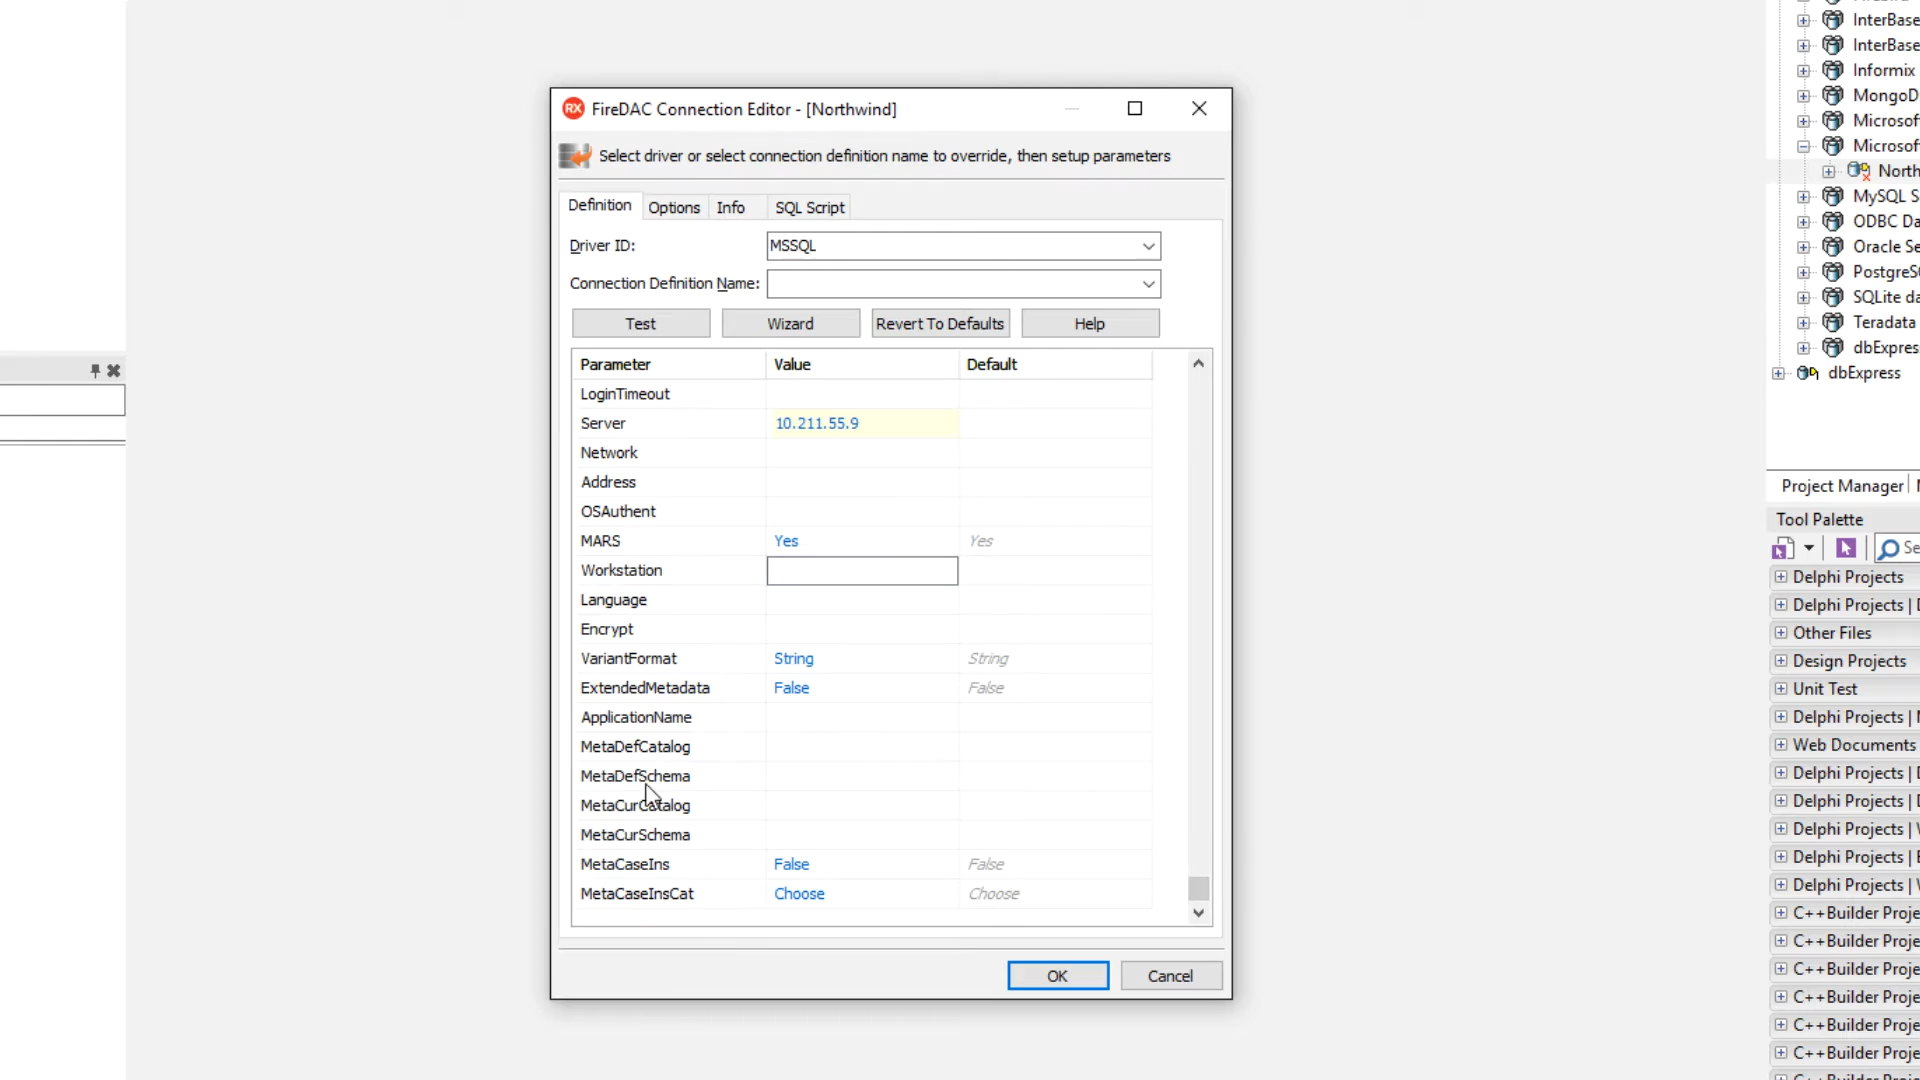 RX FireDAC Connection Editor - [Northwind]
Select driver or select connection definition name to override, then setup parameters
Definition Options Info SQL Script
Driver ID: MSSQL
Connection Definition Name:
Test Wizard Revert To Defaults Help
Parameter Value Default
LoginTimeout
Server 10.211.55.9
Network
Address
OSAuthent
MARS Yes Yes
Workstation
Language
Encrypt
VariantFormat String String
ExtendedMetadata False False
ApplicationName
MetaDefCatalog
MetaDefSchema
MetaCurCatalog
MetaCurSchema
MetaCaseIns False False
MetaCaseInsCat Choose Choose
OK Cancel
InterBase
InterBase
Informix
MongoD
Microsof
Microsof
North
MySQL S
ODBC Da
Oracle Se
PostgreS
SQLite da
Teradata
dbExpres
dbExpress
Project Manager
Tool Palette
Se
Delphi Projects
Delphi Projects |
Other Files
Design Projects
Unit Test
Delphi Projects |
Web Documents
Delphi Projects |
Delphi Projects |
Delphi Projects |
Delphi Projects |
Delphi Projects |
C++Builder Proje
C++Builder Proje
C++Builder Proje
C++Builder Proje
C++Builder Proje
C++Builder Proje